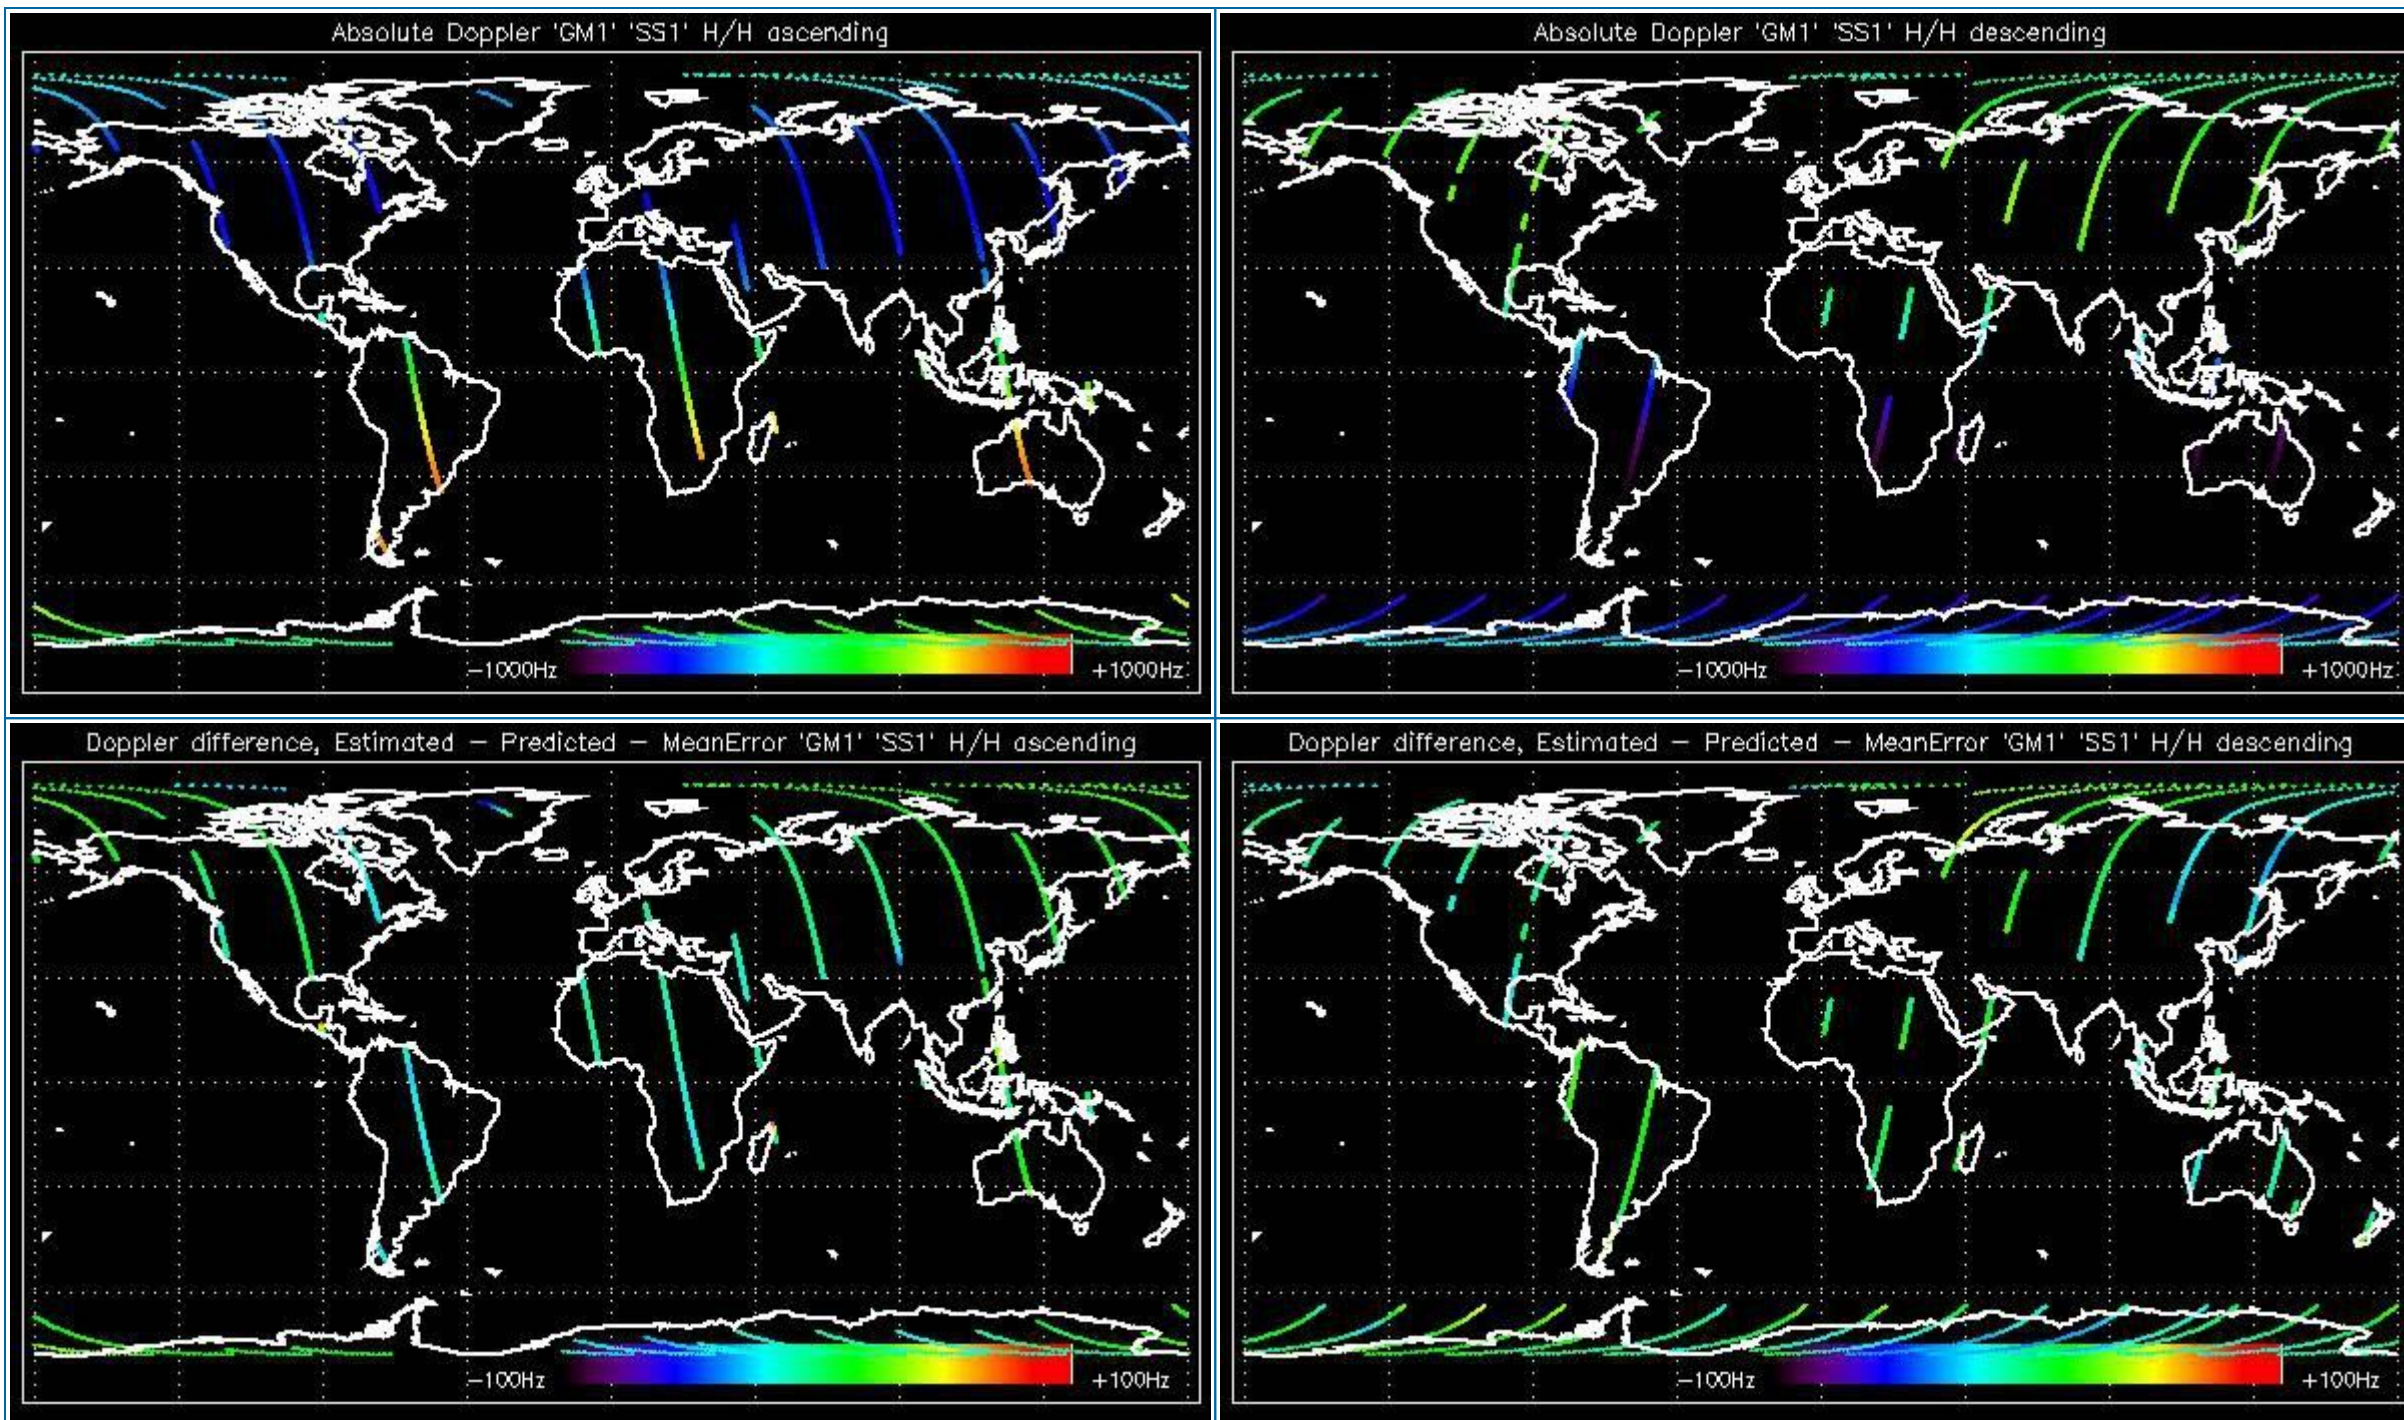 Absolute Doppler 'GM1' 'SS1' H/H ascending
-1000Hz
+1000Hz
Absolute Doppler 'GM1' 'SS1' H/H descending
-1000Hz
+1000Hz
Doppler difference, Estimated - Predicted - MeanError 'GM1' 'SS1' H/H ascending
-100Hz
+100Hz
Doppler difference, Estimated - Predicted - MeanError 'GM1' 'SS1' H/H descending
-100Hz
+100Hz